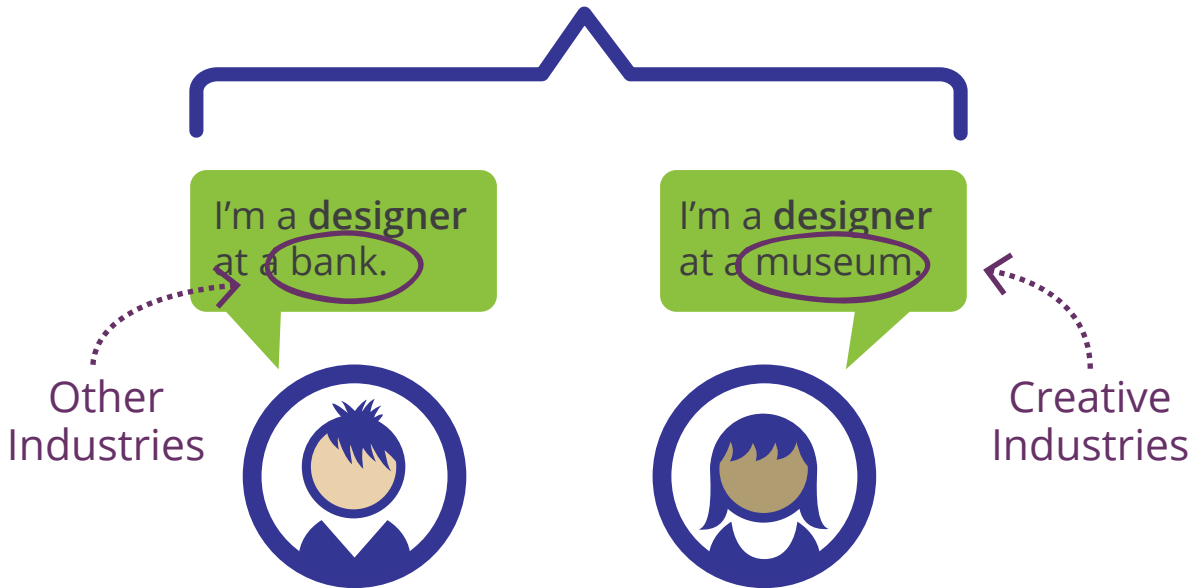 I’m a designer
at a bank.
I’m a designer
at a museum.
Other
Industries
Creative
Industries